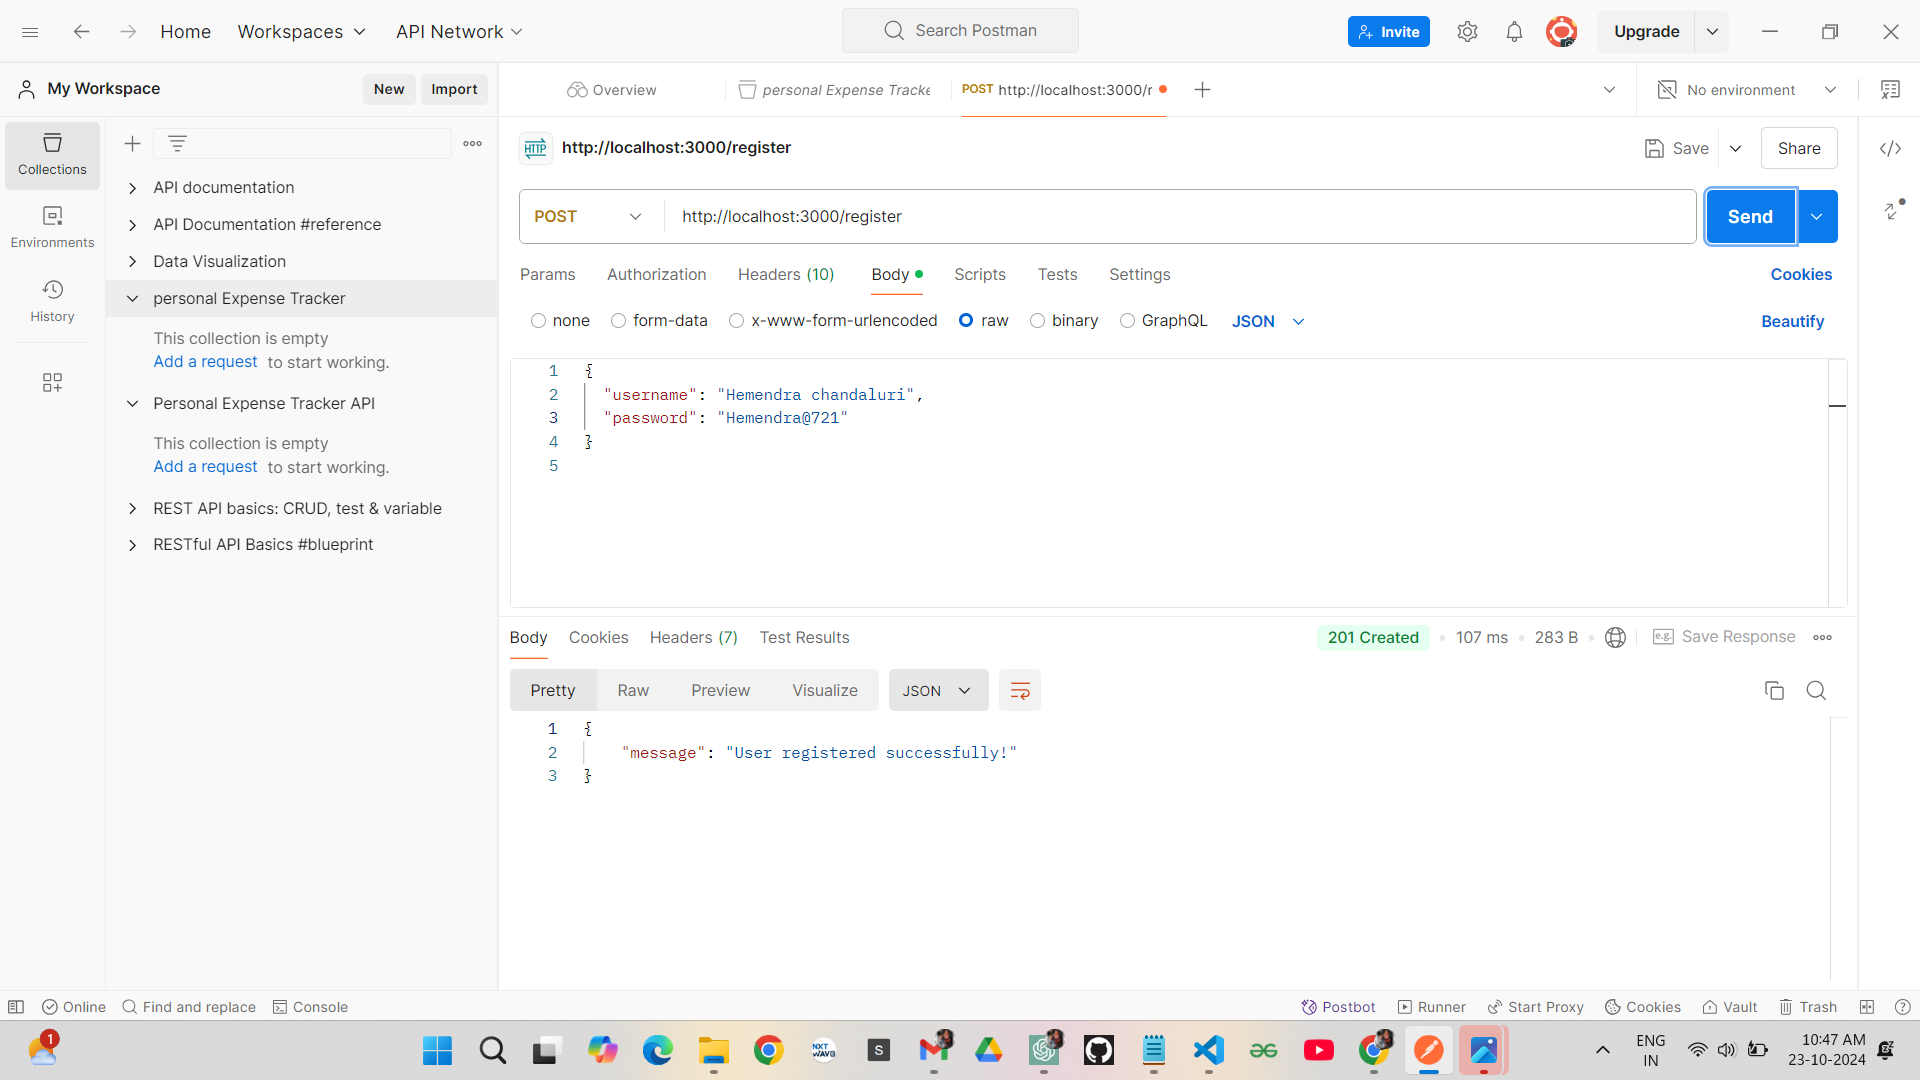 Home Workspaces API Network Search Postman Invite Upgrade
My Workspace New Import Overview personal Expense Tracke POST http://localhost:3000/r No environment
Collections
Environments
History
API documentation
API Documentation #reference
Data Visualization
personal Expense Tracker
This collection is empty
Add a request to start working.
Personal Expense Tracker API
This collection is empty
Add a request to start working.
REST API basics: CRUD, test & variable
RESTful API Basics #blueprint
HTTP http://localhost:3000/register Save Share
POST http://localhost:3000/register Send
Params Authorization Headers (10) Body Scripts Tests Settings Cookies
none form-data x-www-form-urlencoded raw binary GraphQL JSON Beautify
1 {
2 "username": "Hemendra chandaluri",
3 "password": "Hemendra@721"
4 }
5
Body Cookies Headers (7) Test Results 201 Created 107 ms 283 B e.g. Save Response
Pretty Raw Preview Visualize JSON
1 {
2 "message": "User registered successfully!"
3 }
Online Find and replace Console Postbot Runner Start Proxy Cookies Vault Trash
1 NXT WAVE S ENG IN 10:47 AM 23-10-2024